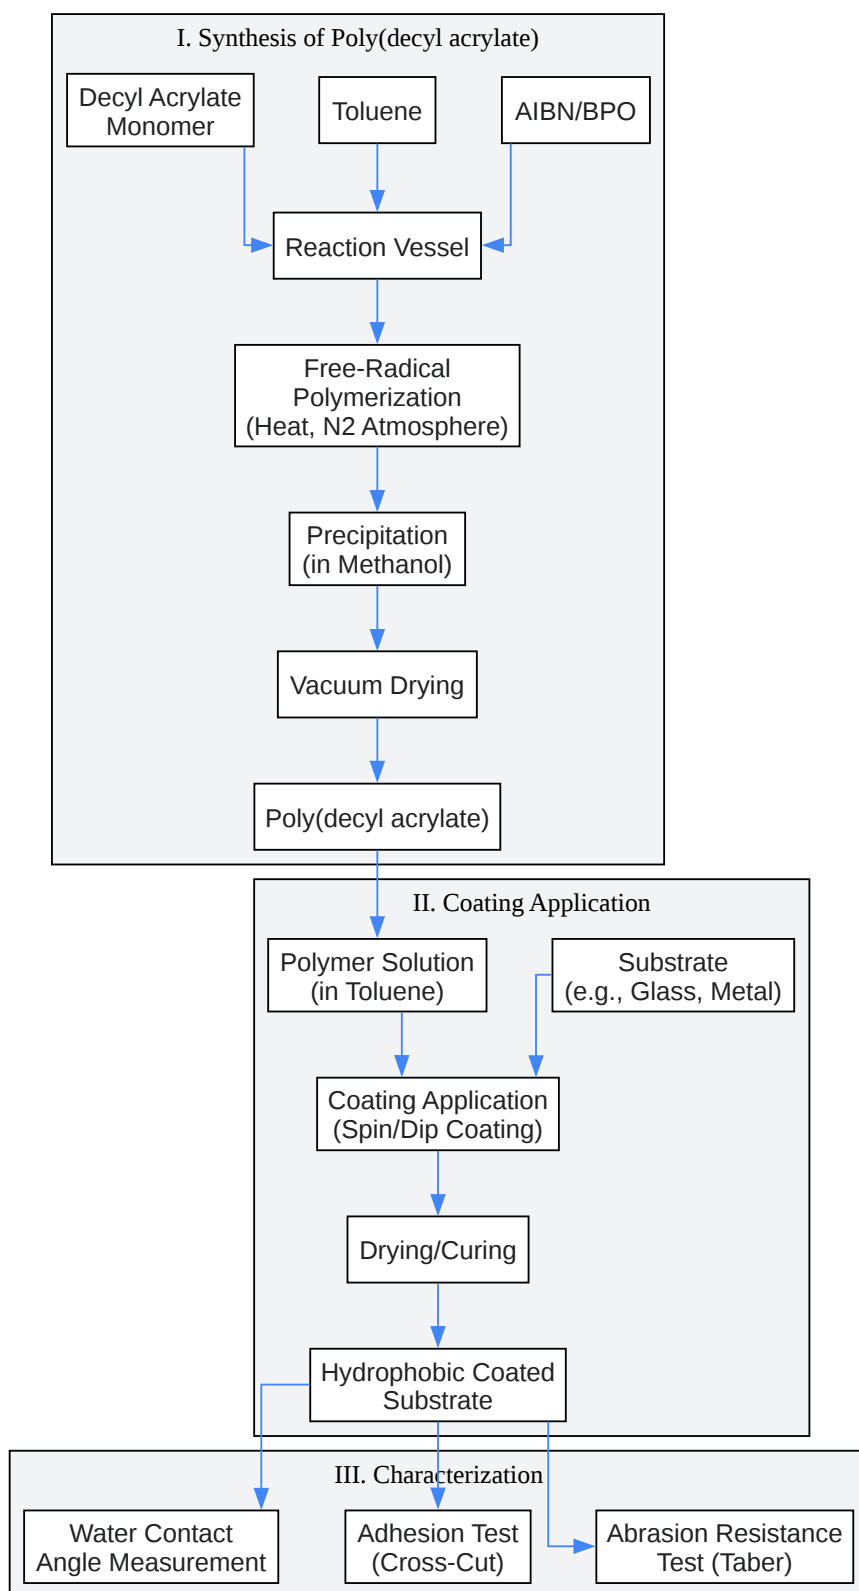 I. Synthesis of Poly(decyl acrylate)
Decyl Acrylate
Monomer
Toluene
AIBN/BPO
Reaction Vessel
Free-Radical
Polymerization
(Heat, N2 Atmosphere)
Precipitation
(in Methanol)
Vacuum Drying
Poly(decyl acrylate)
II. Coating Application
Polymer Solution
(in Toluene)
Substrate
(e.g., Glass, Metal)
Coating Application
(Spin/Dip Coating)
Drying/Curing
Hydrophobic Coated
Substrate
III. Characterization
Water Contact
Angle Measurement
Adhesion Test
(Cross-Cut)
Abrasion Resistance
Test (Taber)